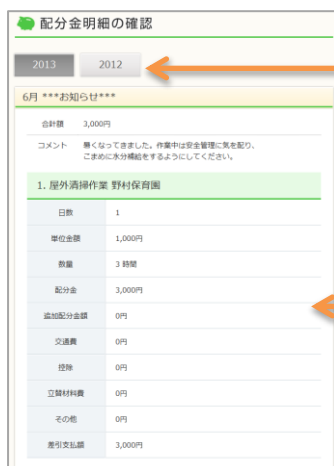 配分金明細の確認
2013 2012
6月 ***お知らせ***
合計額 3,000円
コメント 暑くなってきました。作業中は安全管理に気を配り、
こまめに水分補給をするようにしてください。
1. 屋外清掃作業 野村保育園
日数 1
単位金額 1,000円
数量 3 時間
配分金 3,000円
追加配分金額 0円
交通費 0円
控除 0円
立替材料費 0円
その他 0円
差引支払額 3,000円